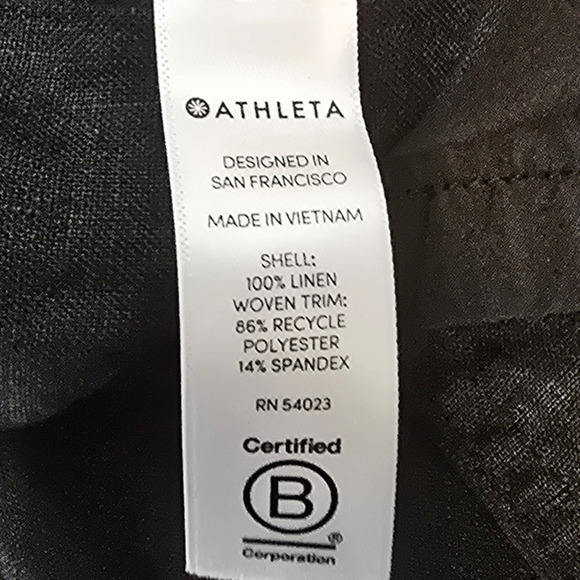 ATHLETA
DESIGNED IN
SAN FRANCISCO
MADE IN VIETNAM
SHELL:
100% LINEN
WOVEN TRIM:
86% RECYCLE
POLYESTER
14% SPANDEX
RN 54023
Certified
B
®
Corporation